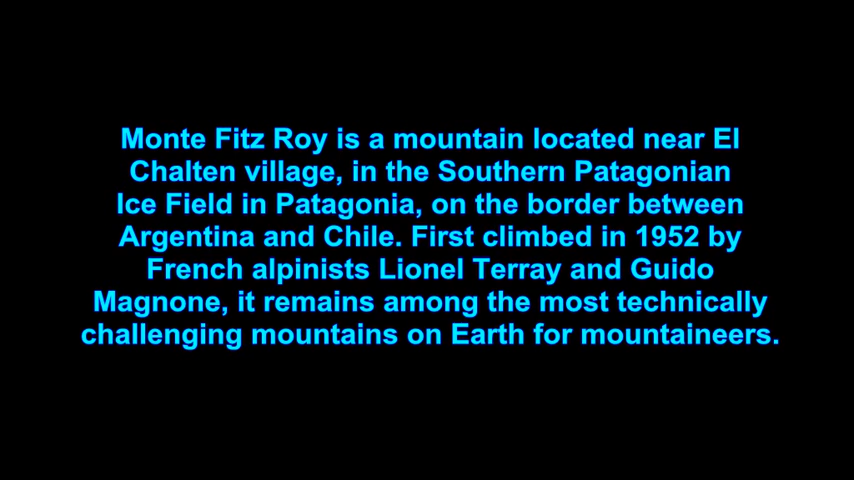 Monte Fitz Roy is a mountain located near El
Chalten village, in the Southern Patagonian
Ice Field in Patagonia, on the border between
Argentina and Chile. First climbed in 1952 by
French alpinists Lionel Terray and Guido
Magnone, it remains among the most technically
challenging mountains on Earth for mountaineers.